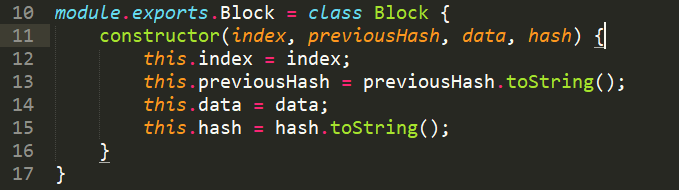 10 module.exports.Block = class Block {
11     constructor(index, previousHash, data, hash) {
12         this.index = index;
13         this.previousHash = previousHash.toString();
14         this.data = data;
15         this.hash = hash.toString();
16     }
17 }